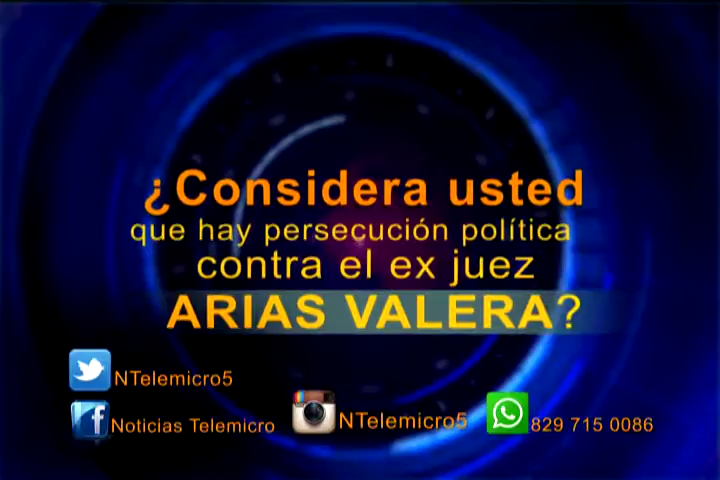 ¿Considera usted
que hay persecución política
contra el ex juez
ARIAS VALERA?
NTelemicro5
Noticias Telemicro
NTelemicro5
829 715 0086